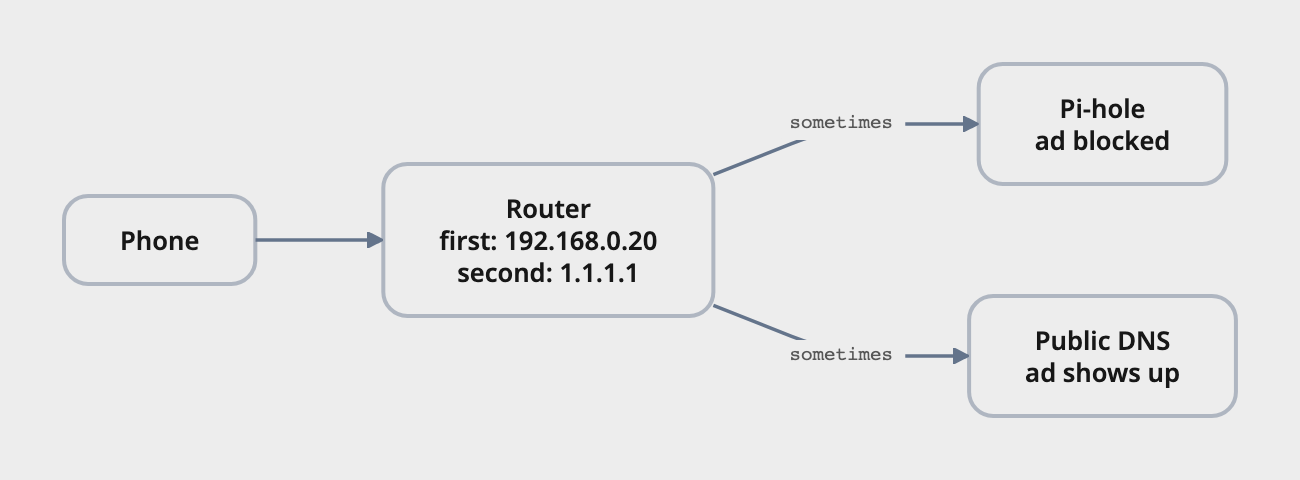 Phone
Router
first: 192.168.0.20
second: 1.1.1.1
sometimes
Pi-hole
ad blocked
sometimes
Public DNS
ad shows up